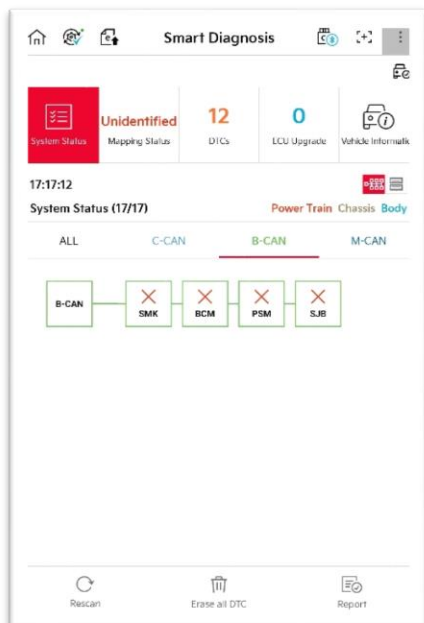 Smart Diagnosis
Unidentified 12 0
System Status Mapping Status DTCs ECU Upgrade Vehicle Informatik
17:17:12
System Status (17/17) Power Train Chassis Body
ALL C-CAN B-CAN M-CAN
B-CAN SMK BCM PSM SJB
Rescan Erase all DTC Report